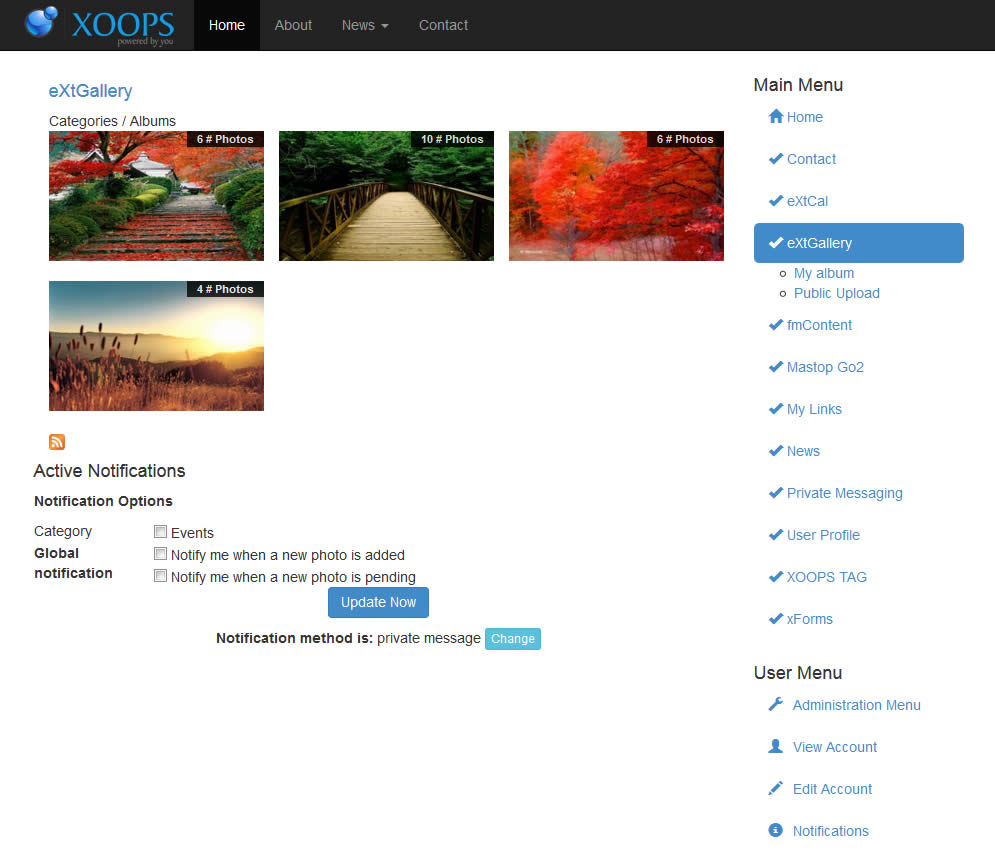 XOOPS
powered by you
Home
About
News
Contact
eXtGallery
Categories / Albums
6 # Photos
10 # Photos
6 # Photos
4 # Photos
Active Notifications
Notification Options
Category
Events
Global notification
Notify me when a new photo is added
Notify me when a new photo is pending
Update Now
Notification method is: private message Change
Main Menu
Home
Contact
eXtCal
eXtGallery
My album
Public Upload
fmContent
Mastop Go2
My Links
News
Private Messaging
User Profile
XOOPS TAG
xForms
User Menu
Administration Menu
View Account
Edit Account
Notifications